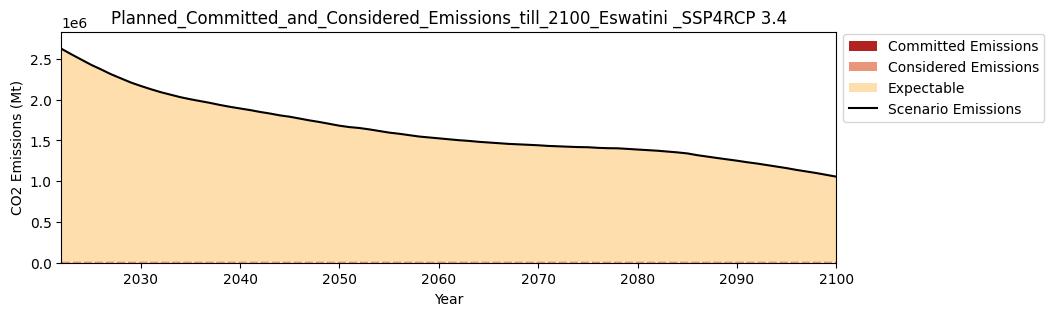 Planned_Committed_and_Considered_Emissions_till_2100_Eswatini _SSP4RCP 3.4
1e6
2.5
2.0
1.5
1.0
0.5
0.0
CO2 Emissions (Mt)
2030 2040 2050 2060 2070 2080 2090 2100
Year
Committed Emissions
Considered Emissions
Expectable
Scenario Emissions